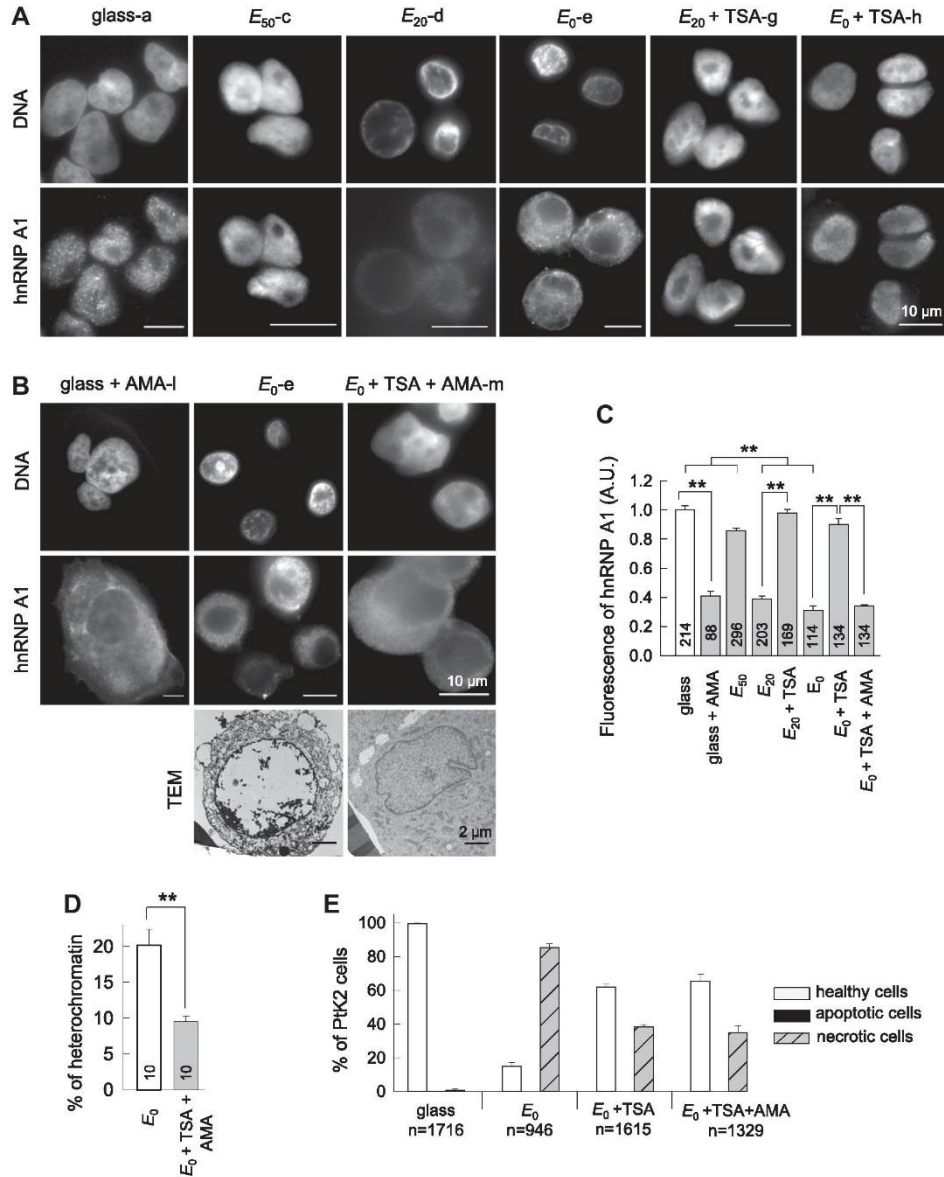 A
glass-a
E50-c
E20-d
E0-e
E20 + TSA-g
E0 + TSA-h
DNA
hnRNP A1
10 µm
B
glass + AMA-l
E0-e
E0 + TSA + AMA-m
DNA
hnRNP A1
10 µm
TEM
2 µm
C
Fluorescence of hnRNP A1 (A.U.)
1.2
1.0
0.8
0.6
0.4
0.2
0.0
**
**
**
**
**
214
88
296
203
169
114
134
134
glass
glass + AMA
E50
E20
E20 + TSA
E0
E0 + TSA
E0 + TSA + AMA
D
% of heterochromatin
20
15
10
5
0
**
10
10
E0
E0 + TSA +
AMA
E
% of PtK2 cells
100
80
60
40
20
0
glass
n=1716
E0
n=946
E0 +TSA
n=1615
E0 +TSA+AMA
n=1329
healthy cells
apoptotic cells
necrotic cells